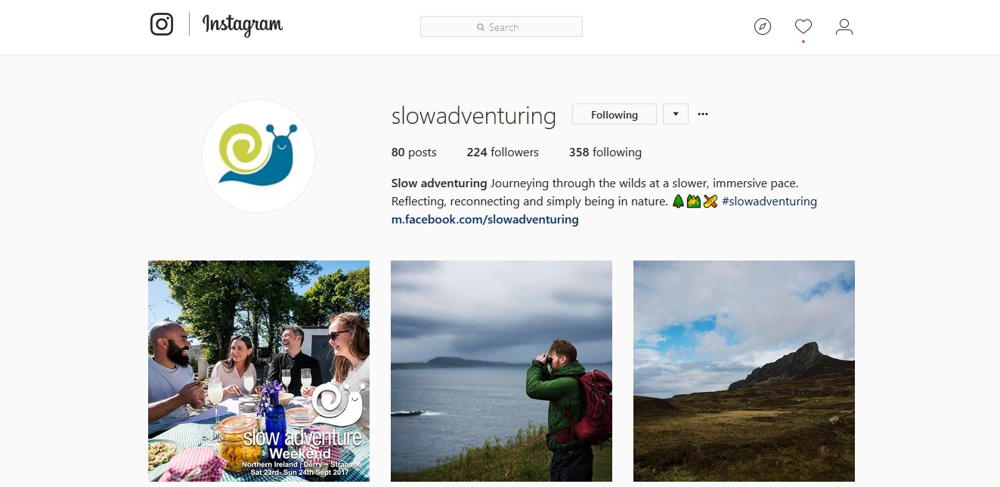 Instagram
Search
slowadventuring
Following
80 posts
224 followers
358 following
Slow adventuring Journeying through the wilds at a slower, immersive pace.
Reflecting, reconnecting and simply being in nature. 🌲🏕🛶 #slowadventuring
m.facebook.com/slowadventuring
slow adventure
Weekend
Northern Ireland | Derry ~ Strabane
Sat 23rd- Sun 24th Sept 2017